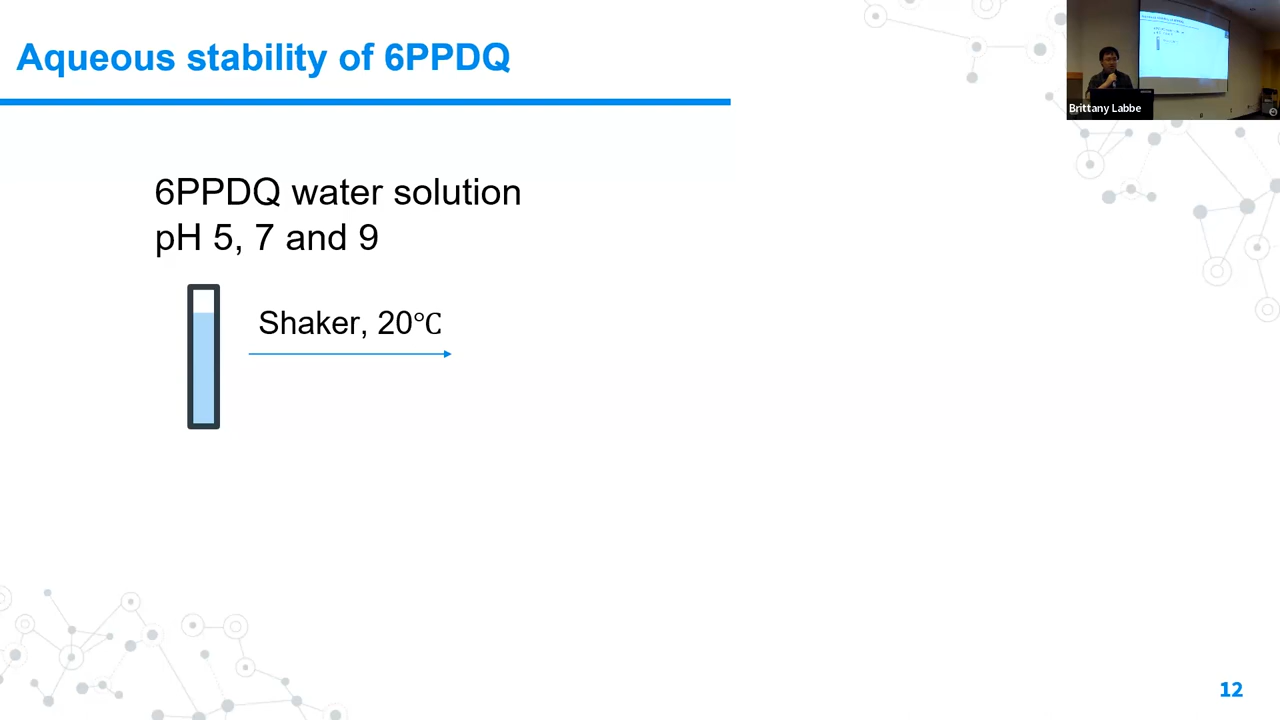 Aqueous stability of 6PPDQ
Brittany Labbe
6PPDQ water solution
pH 5, 7 and 9
Shaker, 20℃
12